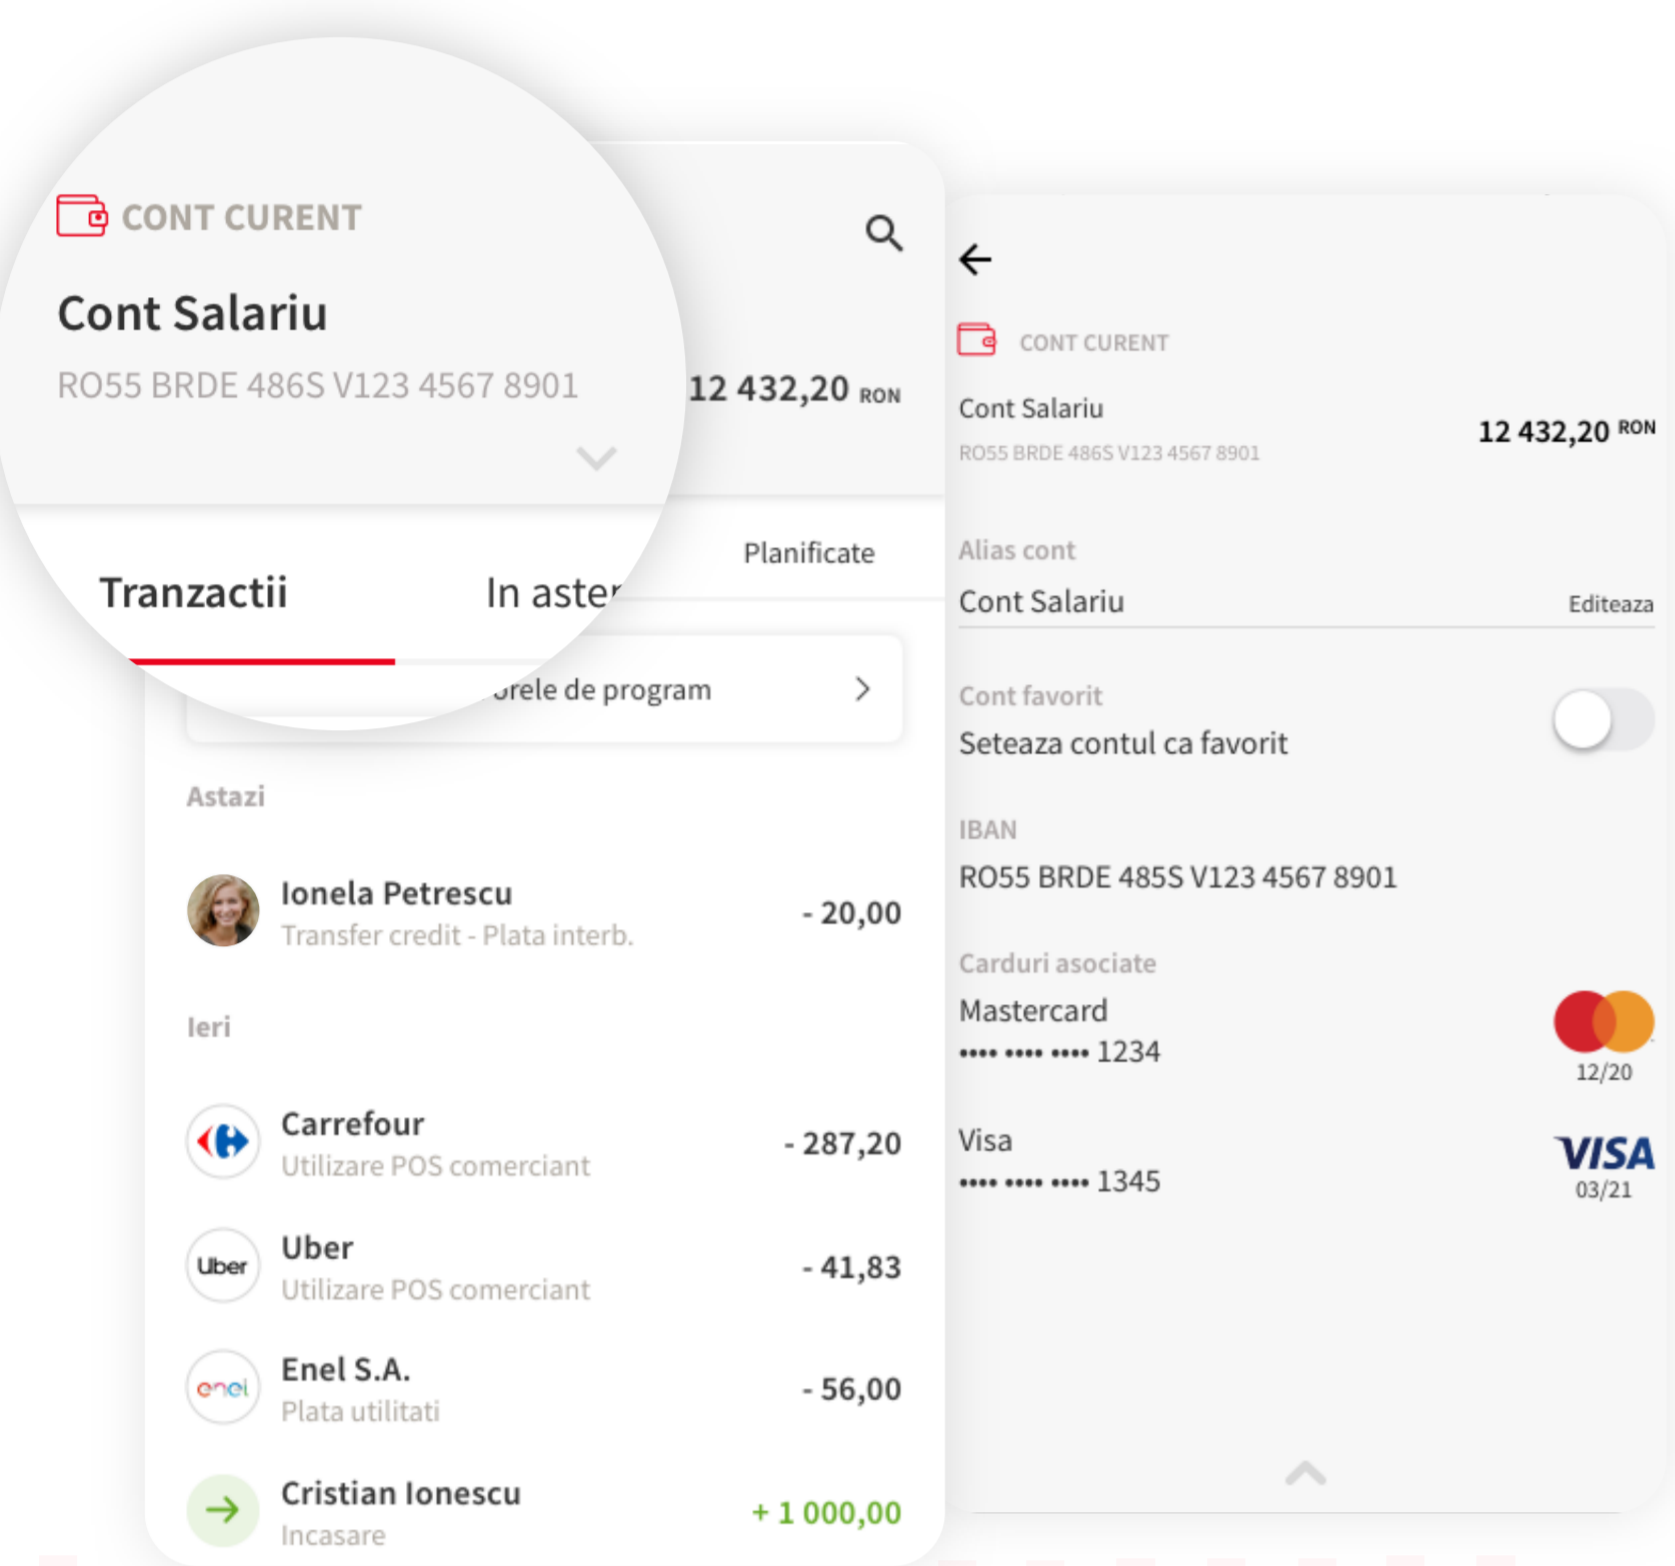 CONT CURENT
Cont Salariu
RO55 BRDE 486S V123 4567 8901
12 432,20 RON
Tranzactii
In aster
Planificate
orele de program
Astazi
Ionela Petrescu
- 20,00
Transfer credit - Plata interb.
Ieri
Carrefour
- 287,20
Utilizare POS comerciant
Uber
Uber
- 41,83
Utilizare POS comerciant
enel
Enel S.A.
- 56,00
Plata utilitati
Cristian Ionescu
+ 1 000,00
Incasare
CONT CURENT
Cont Salariu
12 432,20 RON
RO55 BRDE 486S V123 4567 8901
Alias cont
Cont Salariu
Editeaza
Cont favorit
Seteaza contul ca favorit
IBAN
RO55 BRDE 485S V123 4567 8901
Carduri asociate
Mastercard
•••• •••• •••• 1234
12/20
Visa
VISA
•••• •••• •••• 1345
03/21